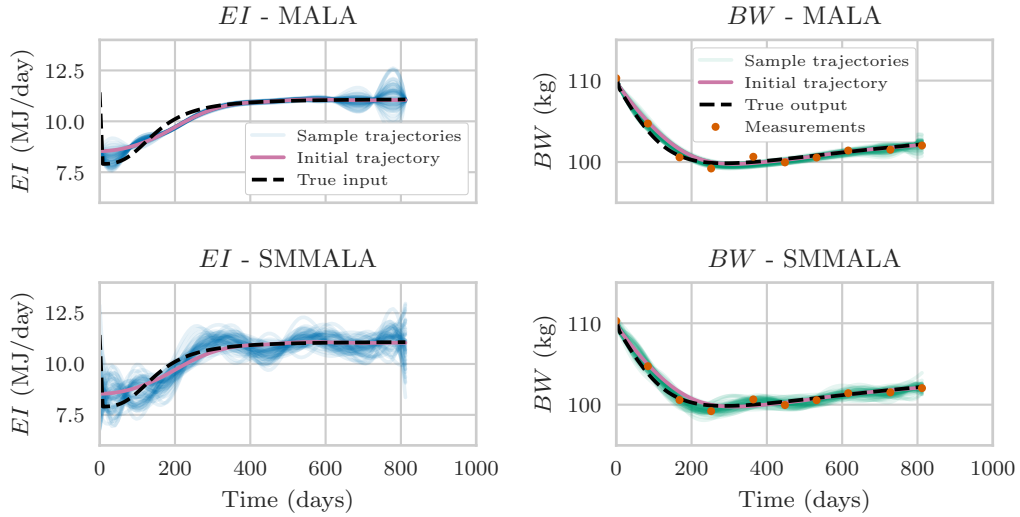 EI - MALA
EI (MJ/day)
12.5
10.0
7.5
Sample trajectories
Initial trajectory
True input
BW - MALA
BW (kg)
110
100
Sample trajectories
Initial trajectory
True output
Measurements
EI - SMMALA
EI (MJ/day)
12.5
10.0
7.5
0 200 400 600 800 1000
Time (days)
BW - SMMALA
BW (kg)
110
100
0 200 400 600 800 1000
Time (days)